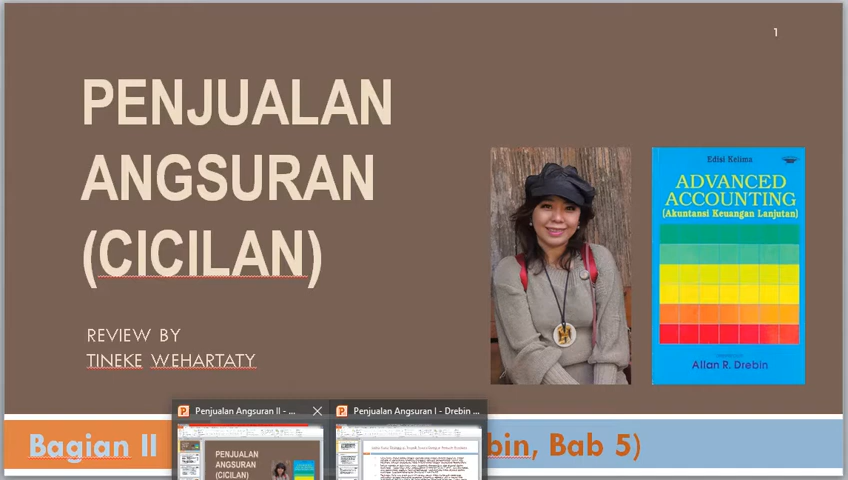 1
PENJUALAN
ANGSURAN
(CICILAN)
Edisi Kelima
ADVANCED
ACCOUNTING
(Akuntansi Keuangan Lanjutan)
Allan R. Drebin
REVIEW BY
TINEKE WEHARTATY
Penjualan Angsuran II - ...
Penjualan Angsuran I - Drebin ...
Bagian II
bin, Bab 5)
PENJUALAN
ANGSURAN
(CICILAN)